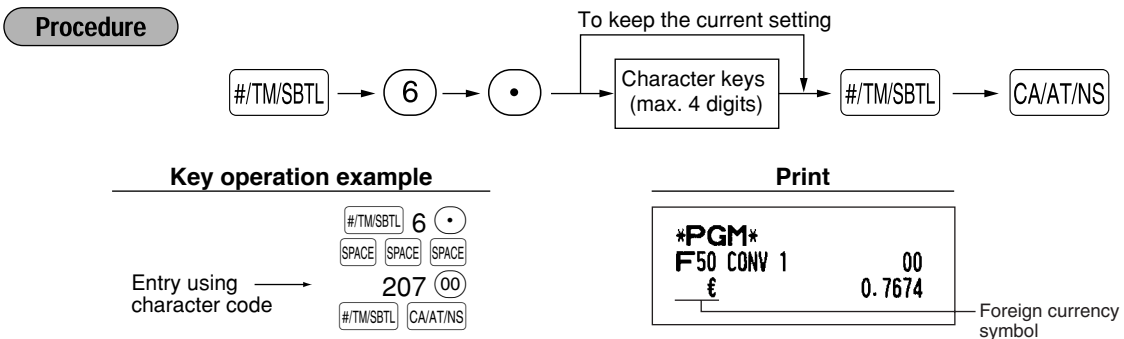 Procedure
To keep the current setting
#/TM/SBTL 6 • Character keys (max. 4 digits) #/TM/SBTL CA/AT/NS
Key operation example
#/TM/SBTL 6 •
SPACE SPACE SPACE
Entry using character code
207 00
#/TM/SBTL CA/AT/NS
Print
*PGM*
F50 CONV 1 00
€ 0.7674
Foreign currency
symbol